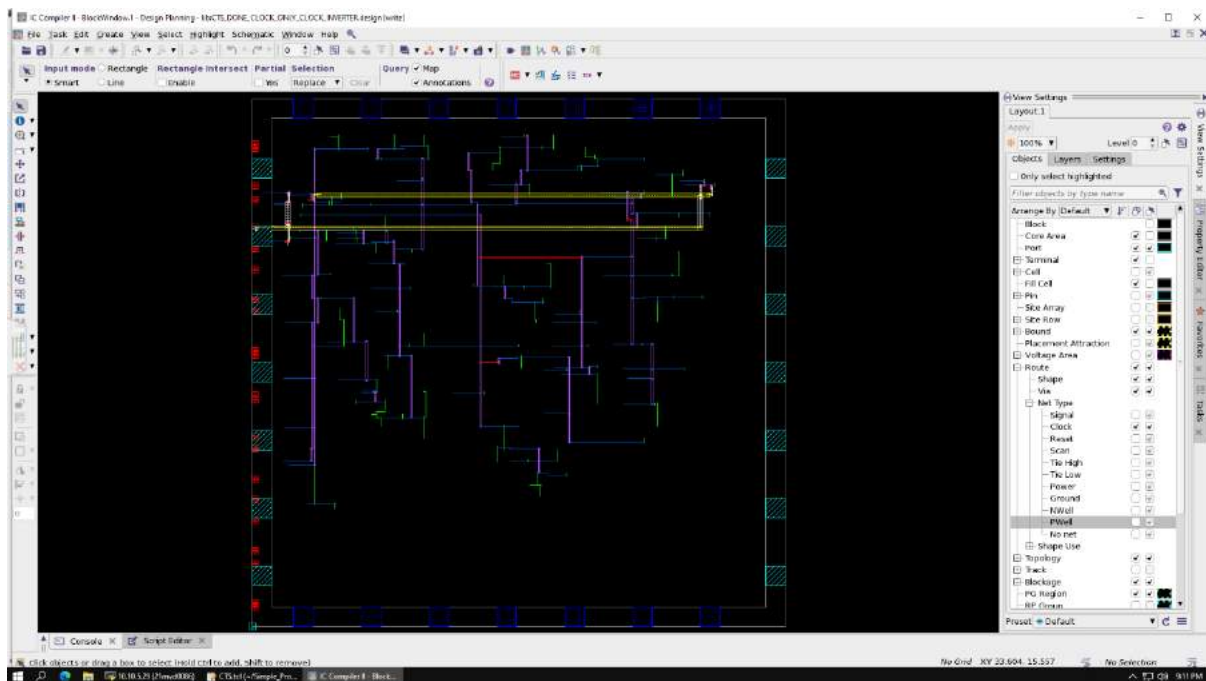 IC Compiler II - BlockWindow.1 - Design Planning - lib:CTS_DONE_CLOCK_ONLY_CLOCK_INVERTER.design [write]
File Task Edit Create View Select Highlight Schematic Window Help
Input mode Rectangle Rectangle Intersect Partial Selection Query Map
Smart Line Enable Yes Replace Clear Annotations
View Settings
Layout.1
Apply
100% Level 0
Objects Layers Settings
Only select highlighted
Filter objects by type name
Arrange By Default
Block
Core Area
Port
Terminal
Cell
Fill Cell
Pin
Site Array
Site Row
Bound
Placement Attraction
Voltage Area
Route
Shape
Via
Net Type
Signal
Clock
Reset
Scan
Tie High
Tie Low
Power
Ground
NWell
PWell
No net
Shape Use
Topology
Track
Blockage
PG Region
RP Group
Preset Default
View Settings
Property Editor
Favorites
Tasks
Console
Script Editor
Click objects or drag a box to select (Hold Ctrl to add, Shift to remove)
No Grid XY 33.604, 15.557 No Selection
IC Compiler II - Block...
9:11 PM